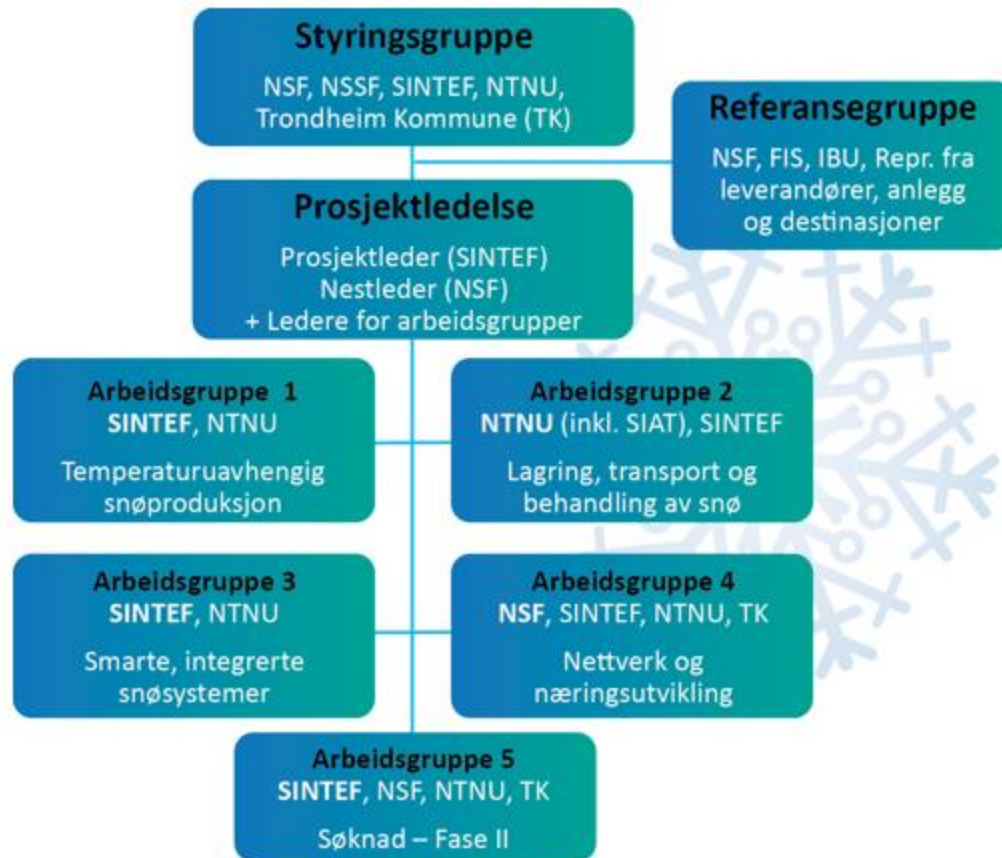 Styringsgruppe
NSF, NSSF, SINTEF, NTNU,
Trondheim Kommune (TK)
Referansegruppe
NSF, FIS, IBU, Repr. fra
leverandører, anlegg
og destinasjoner
Prosjektledelse
Prosjektleder (SINTEF)
Nestleder (NSF)
+ Ledere for arbeidsgrupper
Arbeidsgruppe 1
SINTEF, NTNU
Temperaturuavhengig
snøproduksjon
Arbeidsgruppe 2
NTNU (inkl. SIAT), SINTEF
Lagring, transport og
behandling av snø
Arbeidsgruppe 3
SINTEF, NTNU
Smarte, integrerte
snøsystemer
Arbeidsgruppe 4
NSF, SINTEF, NTNU, TK
Nettverk og
næringsutvikling
Arbeidsgruppe 5
SINTEF, NSF, NTNU, TK
Søknad – Fase II